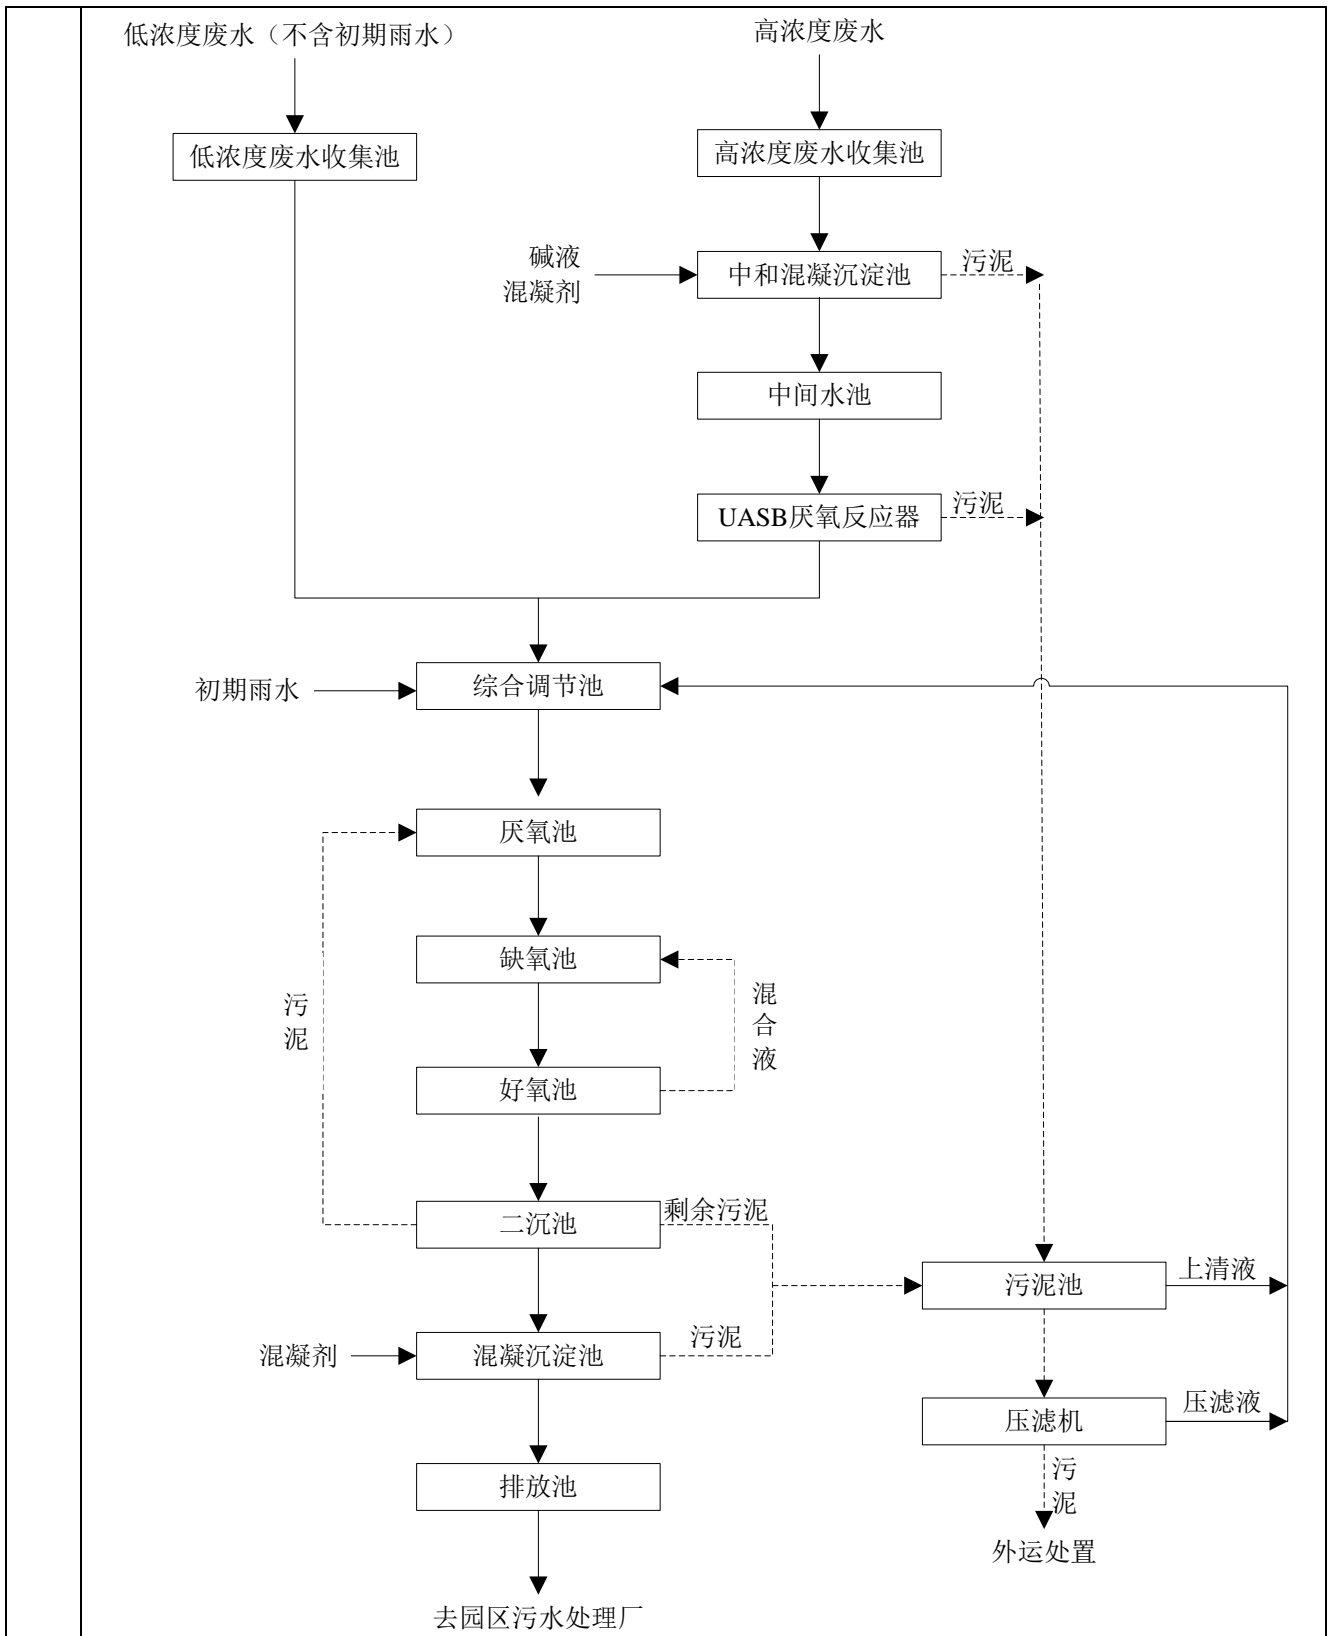 低浓度废水（不含初期雨水）
高浓度废水
低浓度废水收集池
高浓度废水收集池
碱液
混凝剂
中和混凝沉淀池
污泥
中间水池
UASB厌氧反应器
污泥
初期雨水
综合调节池
厌氧池
缺氧池
污泥
混合液
好氧池
二沉池
剩余污泥
污泥池
上清液
混凝剂
混凝沉淀池
污泥
压滤机
压滤液
排放池
污泥
外运处置
去园区污水处理厂